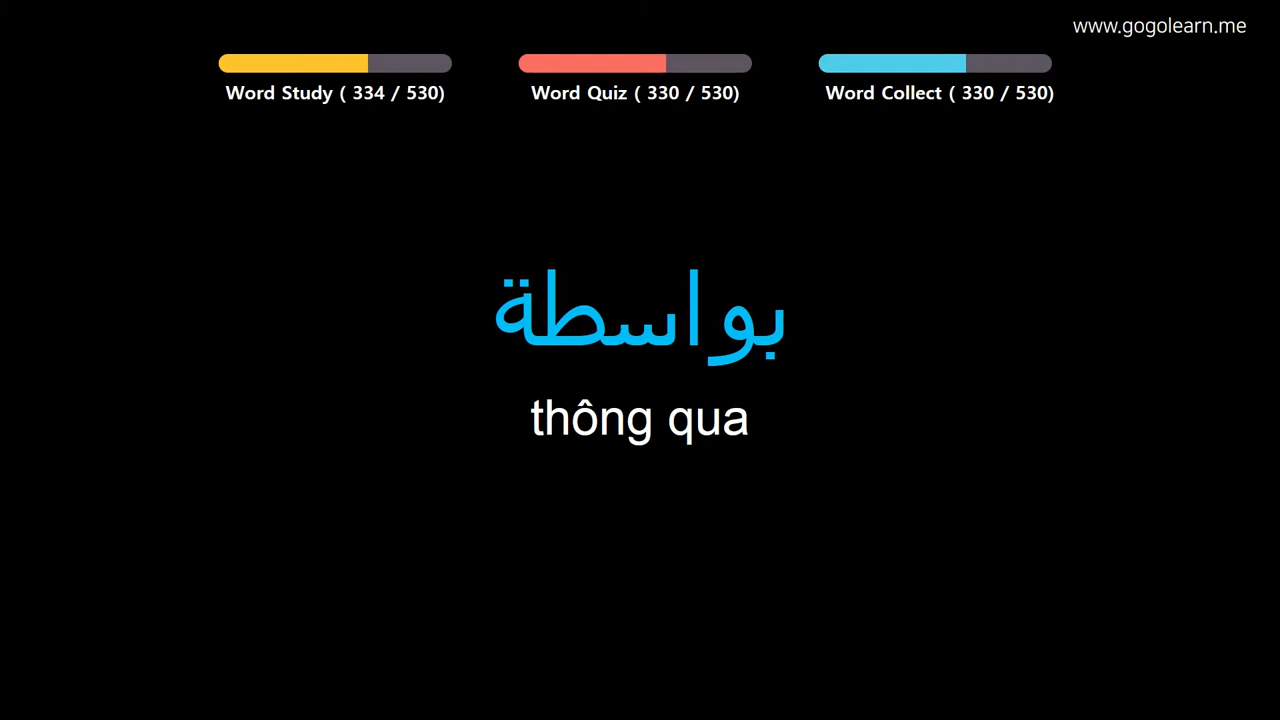 www.gogolearn.me
Word Study ( 334 / 530)
Word Quiz ( 330 / 530)
Word Collect ( 330 / 530)
بواسطة
thông qua